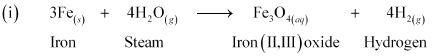 (i) 3Fe(s) + 4H2O(g) ⟶ Fe3O4(aq) + 4H2(g)
Iron Steam Iron (II,III) oxide Hydrogen